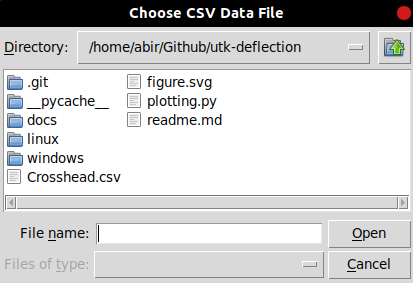 Choose CSV Data File
Directory: /home/abir/Github/utk-deflection
.git
__pycache__
docs
linux
windows
Crosshead.csv
figure.svg
plotting.py
readme.md
File name: Open
Files of type: Cancel